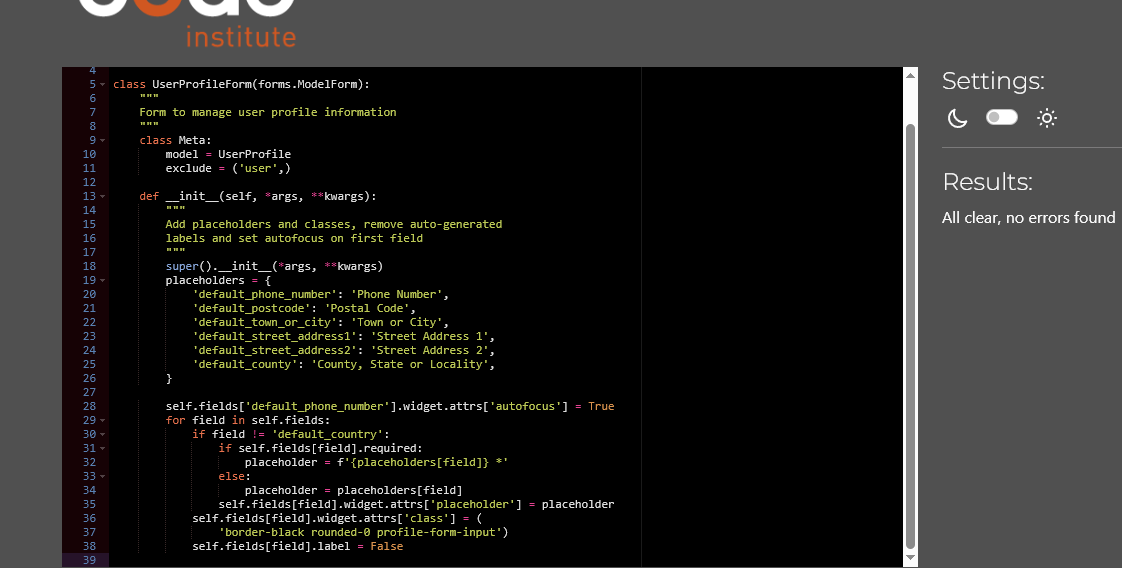 institute
4
5 class UserProfileForm(forms.ModelForm):
6     """
7     Form to manage user profile information
8     """
9     class Meta:
10         model = UserProfile
11         exclude = ('user',)
12
13     def __init__(self, *args, **kwargs):
14         """
15         Add placeholders and classes, remove auto-generated
16         labels and set autofocus on first field
17         """
18         super().__init__(*args, **kwargs)
19         placeholders = {
20             'default_phone_number': 'Phone Number',
21             'default_postcode': 'Postal Code',
22             'default_town_or_city': 'Town or City',
23             'default_street_address1': 'Street Address 1',
24             'default_street_address2': 'Street Address 2',
25             'default_county': 'County, State or Locality',
26         }
27
28         self.fields['default_phone_number'].widget.attrs['autofocus'] = True
29         for field in self.fields:
30             if field != 'default_country':
31                 if self.fields[field].required:
32                     placeholder = f'{placeholders[field]} *'
33                 else:
34                     placeholder = placeholders[field]
35                 self.fields[field].widget.attrs['placeholder'] = placeholder
36             self.fields[field].widget.attrs['class'] = (
37                 'border-black rounded-0 profile-form-input')
38             self.fields[field].label = False
39
Settings:
Results:
All clear, no errors found